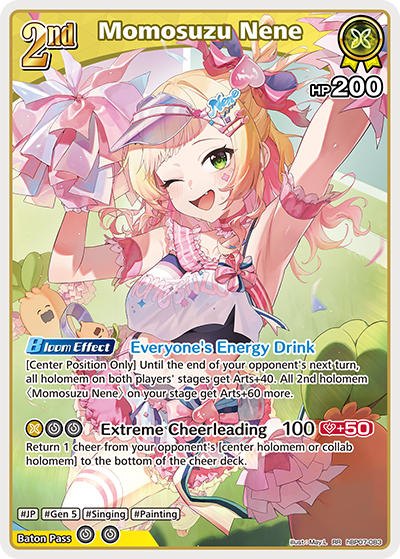 2nd Momosuzu Nene
HP200
Nene
Bloom Effect Everyone's Energy Drink
[Center Position Only] Until the end of your opponent's next turn,
all holomem on both players' stages get Arts+40. All 2nd holomem
〈Momosuzu Nene〉 on your stage get Arts+60 more.
Extreme Cheerleading 100 +50
Return 1 cheer from your opponent's [center holomem or collab
holomem] to the bottom of the cheer deck.
#JP #Gen 5 #Singing #Painting
Baton Pass
illust: May.L RR hBP07-083